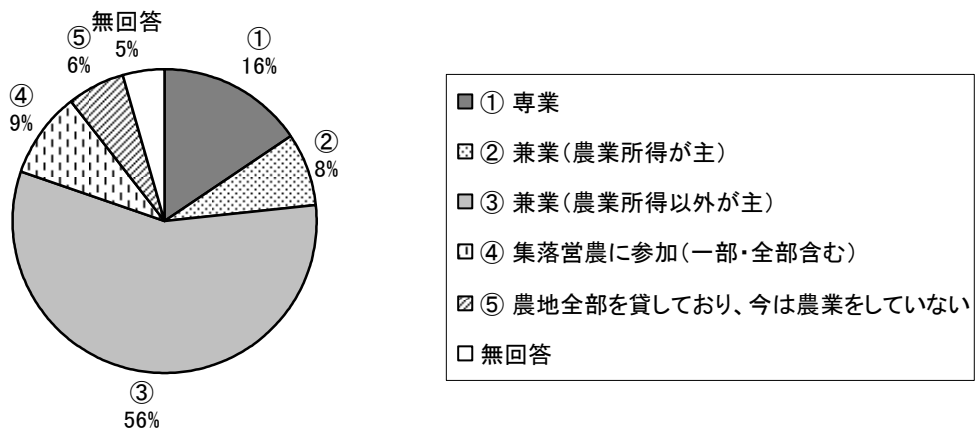 無回答
5%
①
16%
②
8%
③
56%
④
9%
⑤
6%
① 専業
② 兼業(農業所得が主)
③ 兼業(農業所得以外が主)
④ 集落営農に参加(一部・全部含む)
⑤ 農地全部を貸しており、今は農業をしていない
無回答